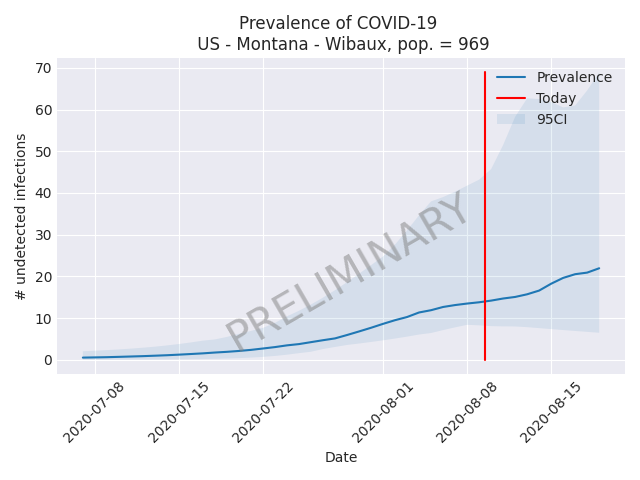 Prevalence of COVID-19
US - Montana - Wibaux, pop. = 969
# undetected infections
70
60
50
40
30
20
10
0
Prevalence
Today
95CI
PRELIMINARY
2020-07-08
2020-07-15
2020-07-22
2020-08-01
2020-08-08
2020-08-15
Date